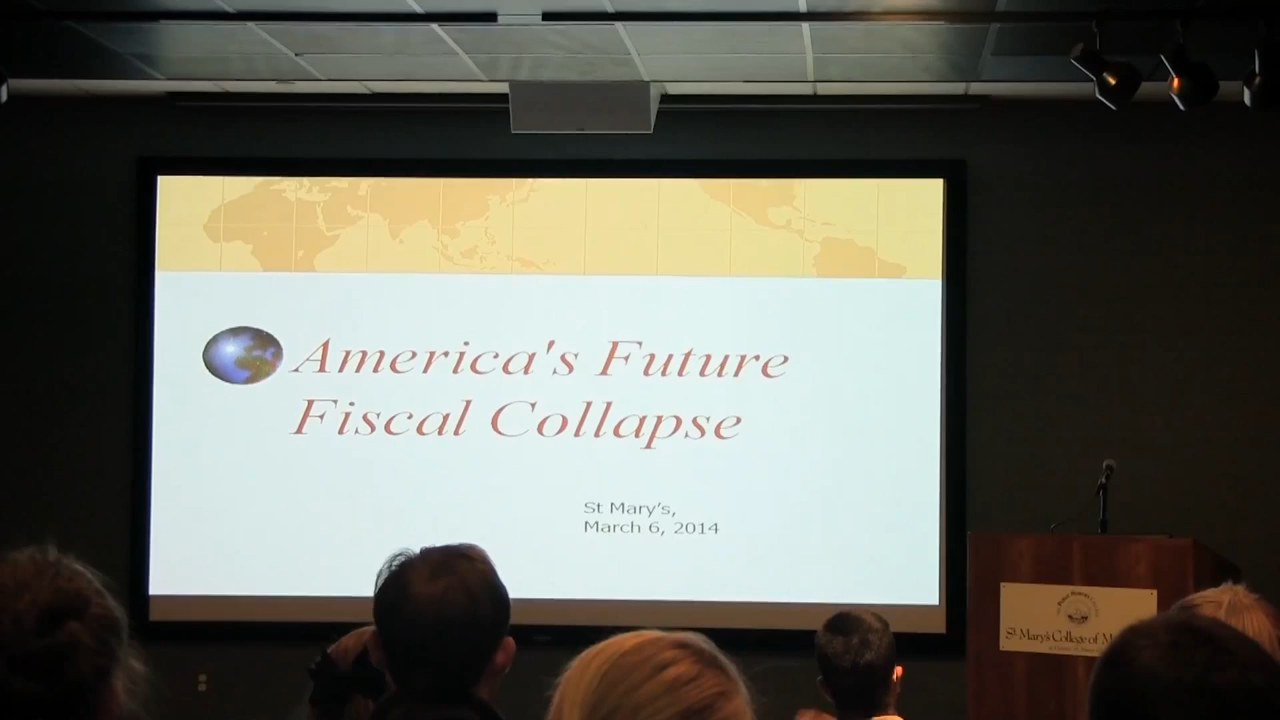 America's Future
Fiscal Collapse
St Mary's,
March 6, 2014
St Mary's College of M